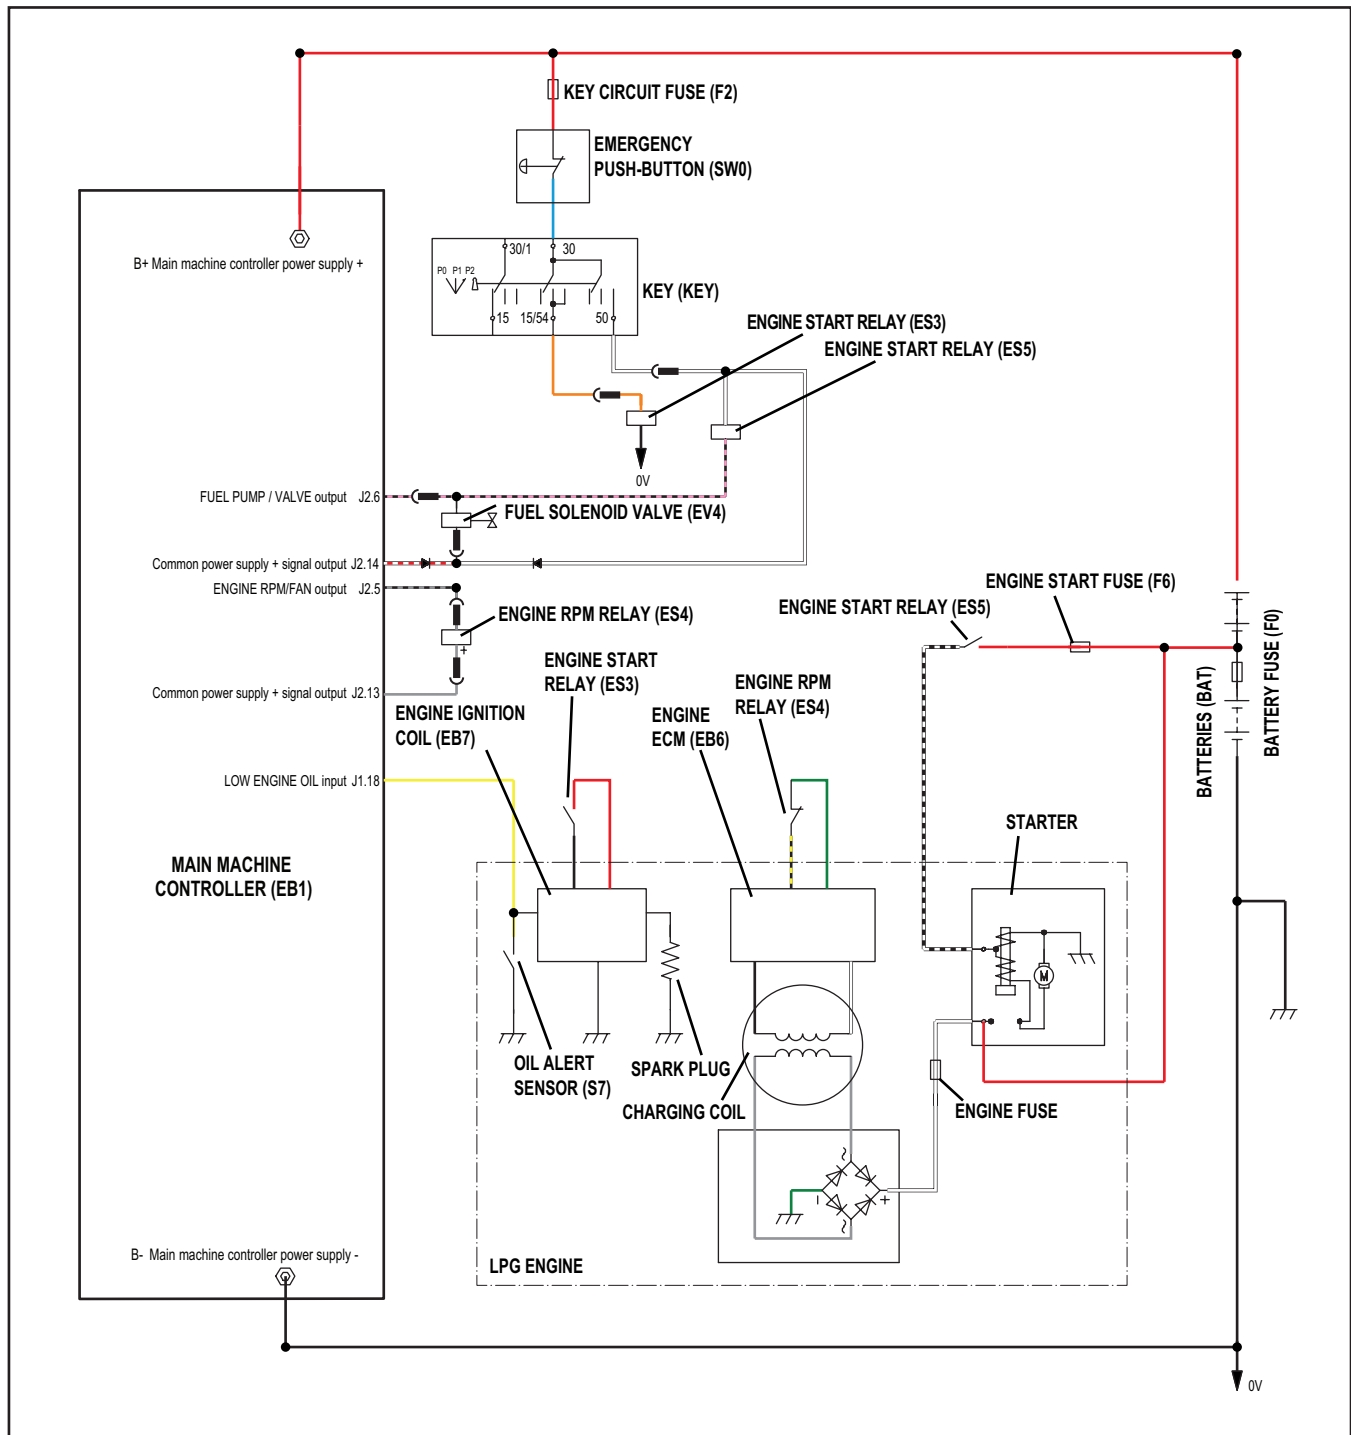 KEY CIRCUIT FUSE (F2)
EMERGENCY
PUSH-BUTTON (SW0)
B+ Main machine controller power supply +
30/1
30
P0 P1 P2
KEY (KEY)
15
15/54
50
ENGINE START RELAY (ES3)
ENGINE START RELAY (ES5)
0V
FUEL PUMP / VALVE output J2.6
FUEL SOLENOID VALVE (EV4)
Common power supply + signal output J2.14
ENGINE RPM/FAN output J2.5
ENGINE RPM RELAY (ES4)
+
Common power supply + signal output J2.13
ENGINE START FUSE (F6)
ENGINE START RELAY (ES5)
BATTERIES (BAT)
BATTERY FUSE (F0)
ENGINE START
RELAY (ES3)
ENGINE RPM
RELAY (ES4)
ENGINE IGNITION
COIL (EB7)
ENGINE
ECM (EB6)
LOW ENGINE OIL input J1.18
STARTER
MAIN MACHINE
CONTROLLER (EB1)
M
OIL ALERT
SENSOR (S7)
SPARK PLUG
CHARGING COIL
ENGINE FUSE
~
- +
~
B- Main machine controller power supply -
LPG ENGINE
0V